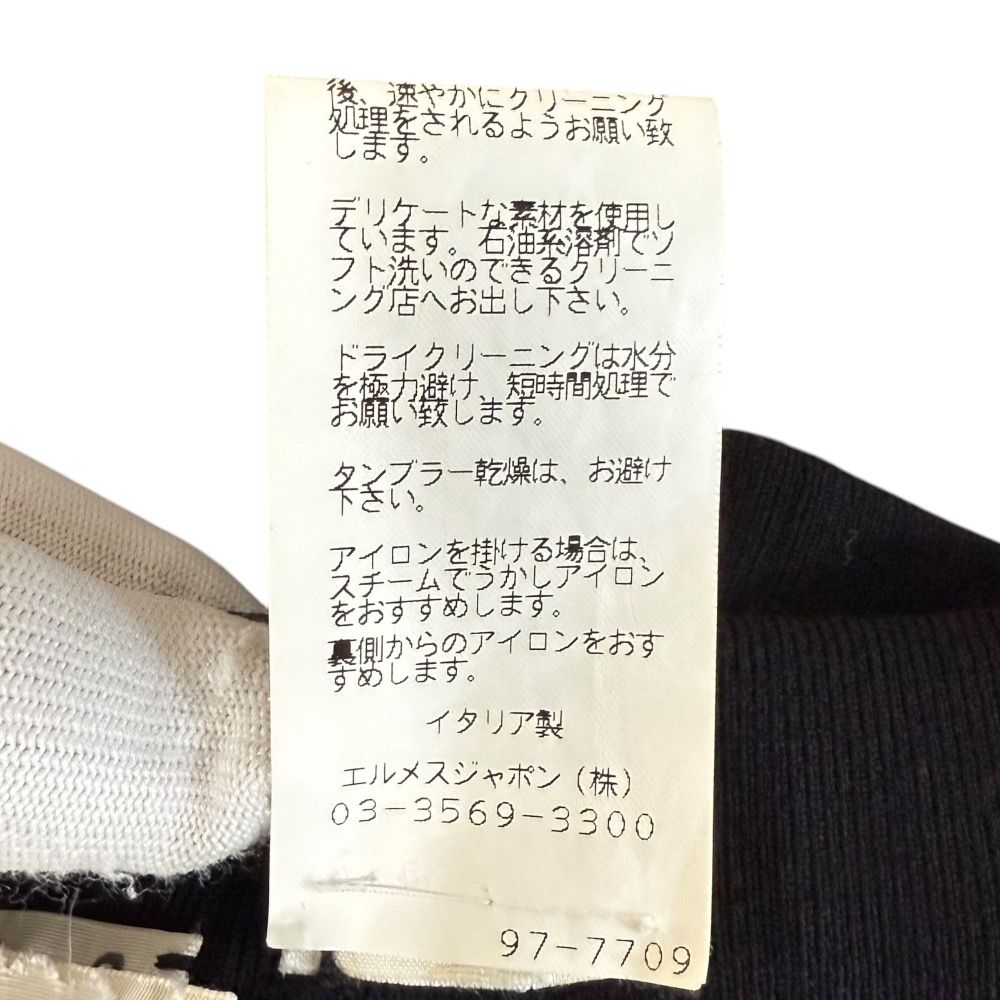 後、速やかにクリーニング
処理をされるようお願い致
します。
デリケートな素材を使用し
ています。石油系溶剤でソ
フト洗いのできるクリーニ
ング店へお出し下さい。
ドライクリーニングは水分
を極力避け、短時間処理で
お願い致します。
タンブラー乾燥は、お避け
下さい。
アイロンを掛ける場合は、
スチームでうかしアイロン
をおすすめします。
裏側からのアイロンをおす
すめします。
イタリア製
エルメスジャポン(株)
03-3569-3300
97-7709